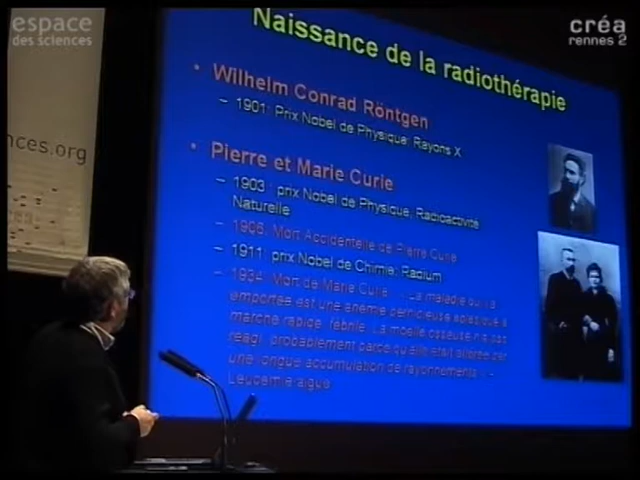 espace
des sciences
créa
rennes 2
nces.org
Naissance de la radiothérapie
• Wilhelm Conrad Röntgen
– 1901: Prix Nobel de Physique: Rayons X
• Pierre et Marie Curie
– 1903 : prix Nobel de Physique, Radioactivité
Naturelle
– 1906: Mort Accidentelle de Pierre Curie
– 1911: prix Nobel de Chimie: Radium
– 1934: Mort de Marie Curie : « La maladie qui l'a
emportée est une anémie pernicieuse aplasique à
marche rapide, fébrile. La moelle osseuse n'a pas
réagi, probablement parce qu'elle était altérée par
une longue accumulation de rayonnements » -
Leucémie aiguë